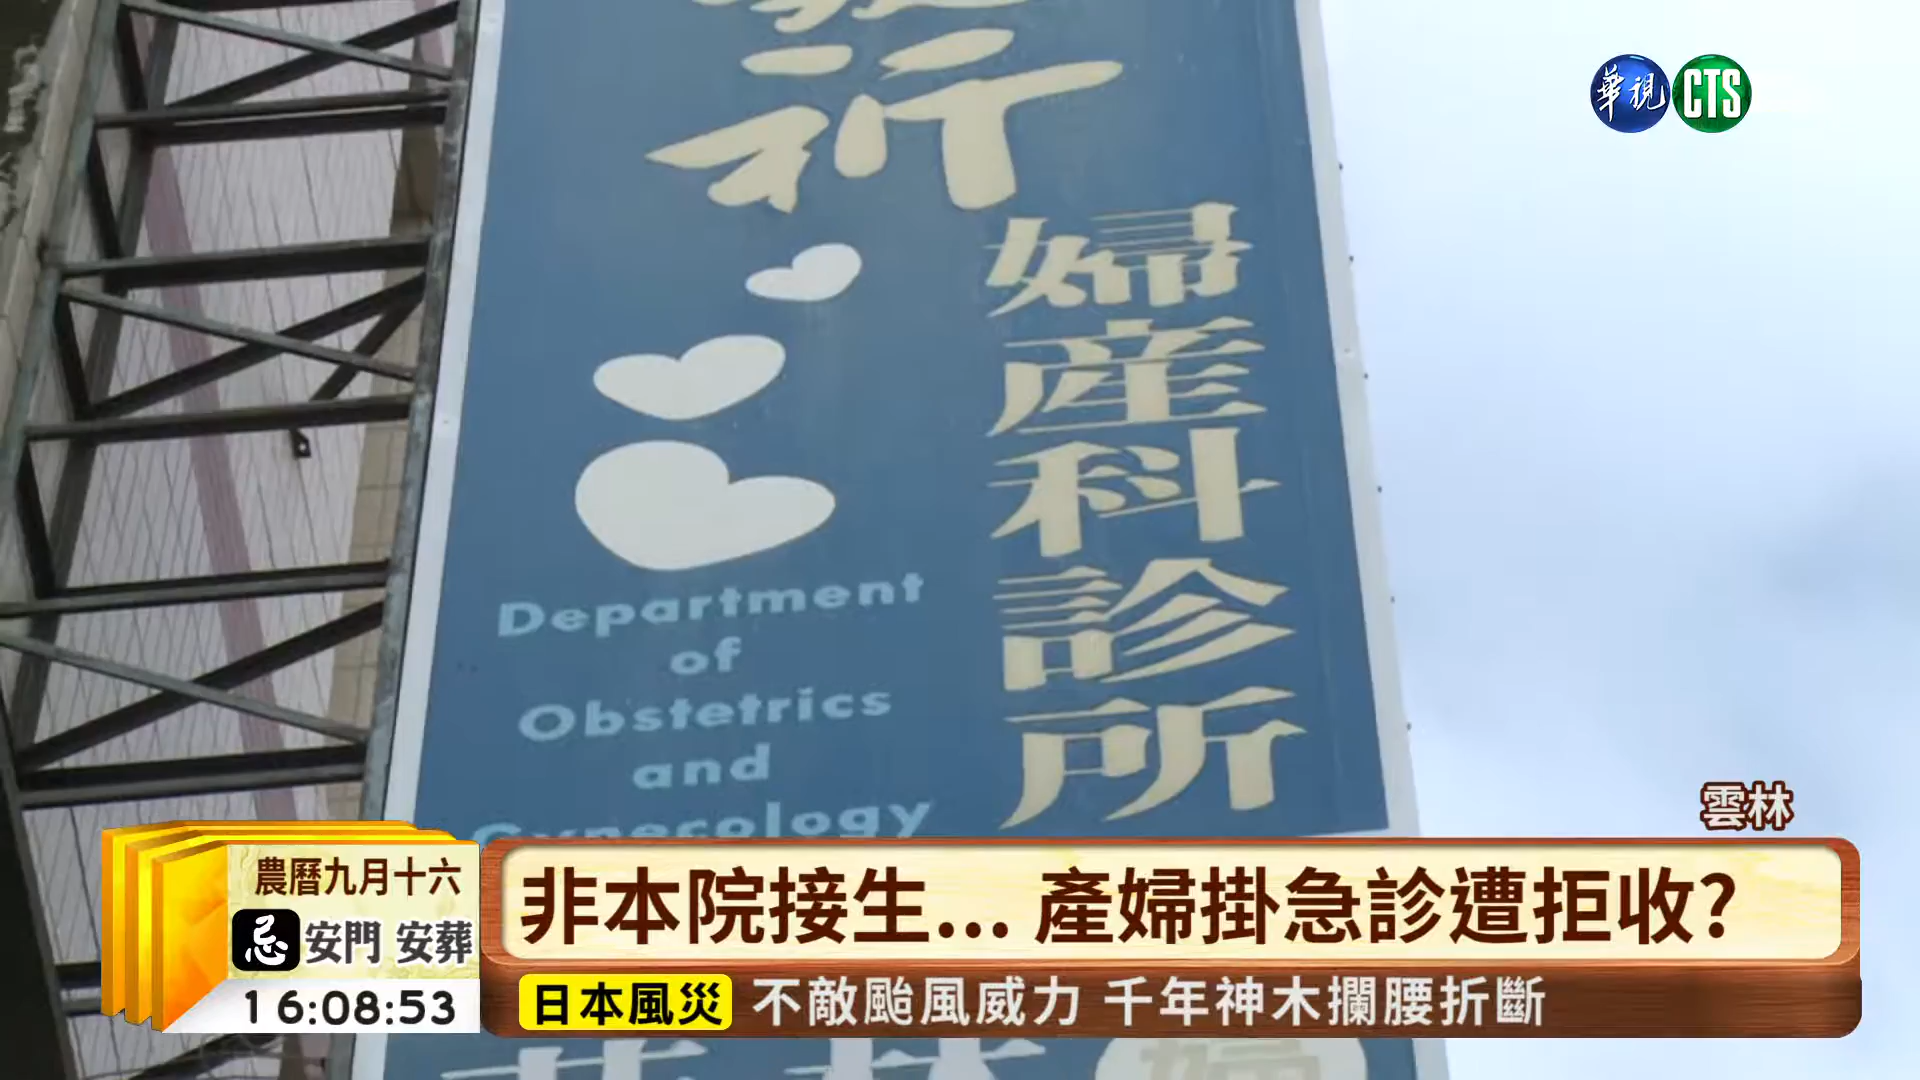 華視 CTS
婦産科診所
Department
of
Obstetrics
and
Gynecology
雲林
農曆九月十六
忌 安門 安葬
16:08:53
非本院接生... 產婦掛急診遭拒收?
日本風災 不敵颱風威力 千年神木攔腰折斷